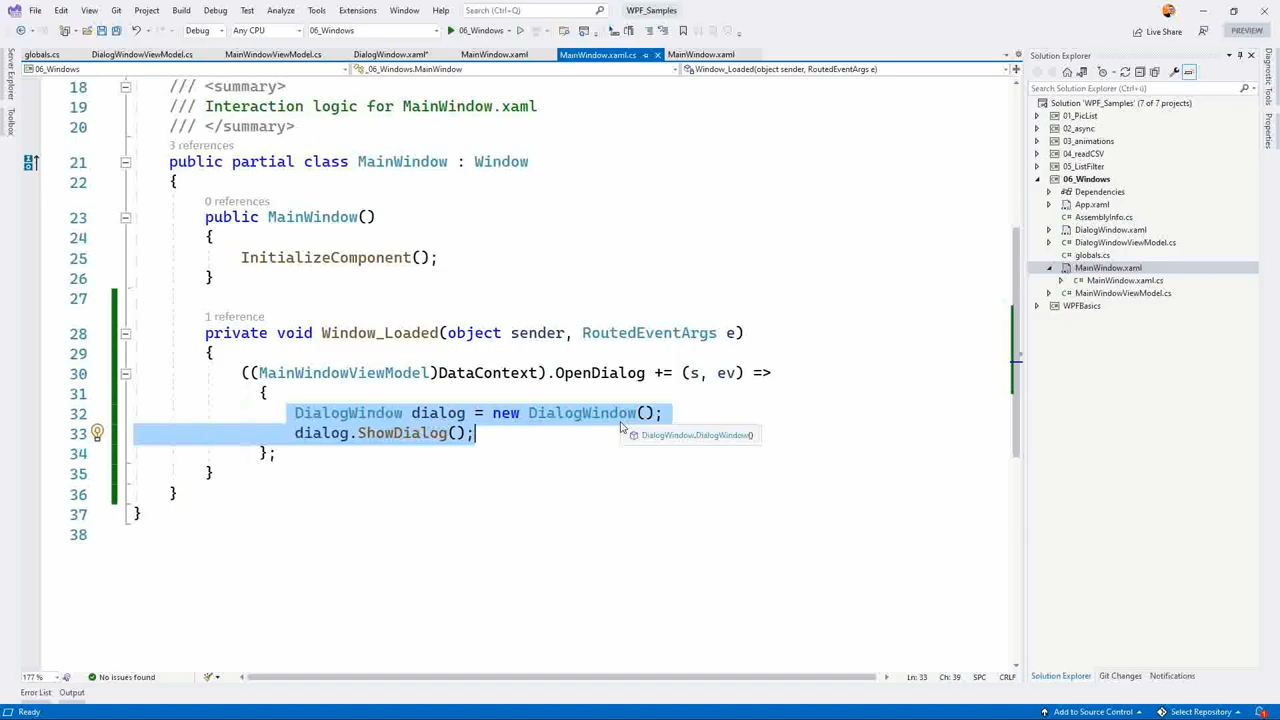 File Edit View Git Project Build Debug Test Analyze Tools Extensions Window Help Search (Ctrl+Q) WPF_Samples
Debug Any CPU 06_Windows 06_Windows Live Share PREVIEW
globals.cs DialogWindowViewModel.cs MainWindowViewModel.cs DialogWindow.xaml* MainWindow.xaml MainWindow.xaml.cs MainWindow.xaml
06_Windows _06_Windows.MainWindow Window_Loaded(object sender, RoutedEventArgs e)
Server Explorer
Toolbox
18 /// <summary>
19 /// Interaction logic for MainWindow.xaml
20 /// </summary>
3 references
21 public partial class MainWindow : Window
22 {
0 references
23 public MainWindow()
24 {
25 InitializeComponent();
26 }
27
1 reference
28 private void Window_Loaded(object sender, RoutedEventArgs e)
29 {
30 ((MainWindowViewModel)DataContext).OpenDialog += (s, ev) =>
31 {
32 DialogWindow dialog = new DialogWindow();
33 dialog.ShowDialog();
DialogWindow.DialogWindow()
34 };
35 }
36 }
37 }
38
177 % No issues found Ln: 33 Ch: 39 SPC CRLF
Error List Output
Solution Explorer
Search Solution Explorer (Ctrl+ü)
Solution 'WPF_Samples' (7 of 7 projects)
01_PicList
02_async
03_animations
04_readCSV
05_ListFilter
06_Windows
Dependencies
App.xaml
AssemblyInfo.cs
DialogWindow.xaml
DialogWindowViewModel.cs
globals.cs
MainWindow.xaml
MainWindow.xaml.cs
MainWindowViewModel.cs
WPFBasics
Solution Explorer Git Changes Notifications
Diagnostic Tools
Properties
Ready Add to Source Control Select Repository